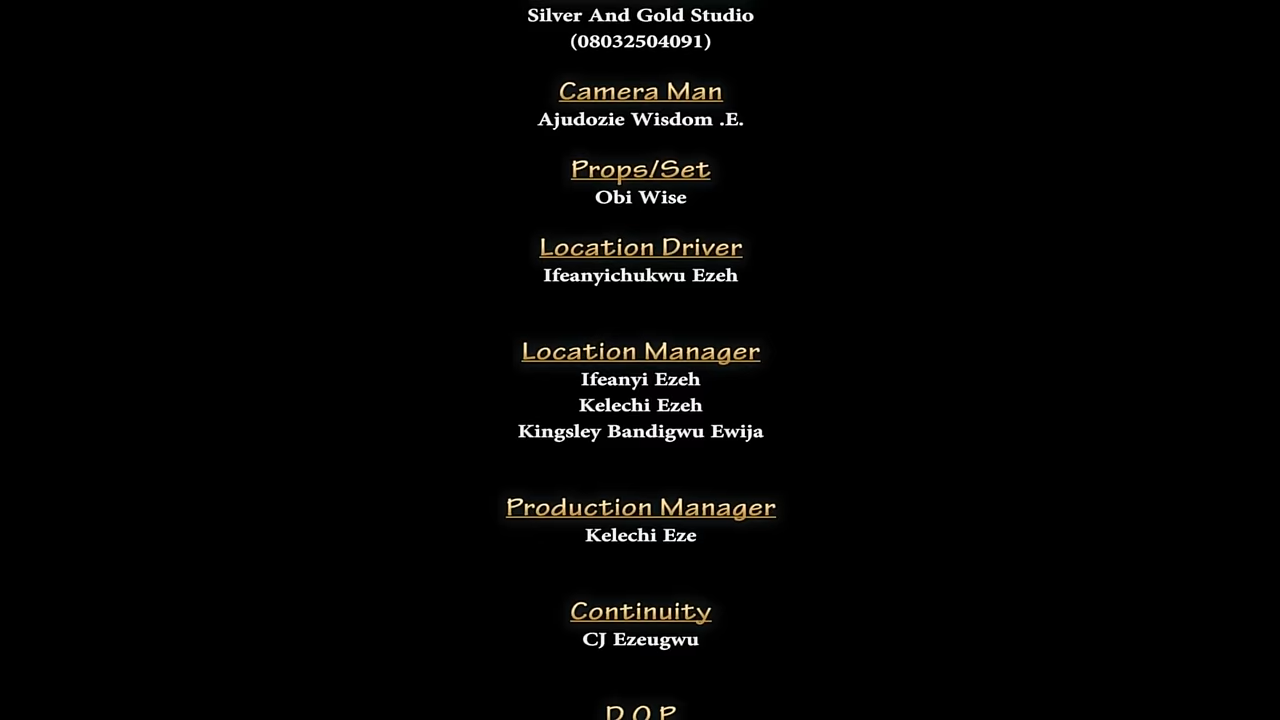 Silver And Gold Studio
(08032504091)
Camera Man
Ajudozie Wisdom .E.
Props/Set
Obi Wise
Location Driver
Ifeanyichukwu Ezeh
Location Manager
Ifeanyi Ezeh
Kelechi Ezeh
Kingsley Bandigwu Ewija
Production Manager
Kelechi Eze
Continuity
CJ Ezeugwu
D.O.P